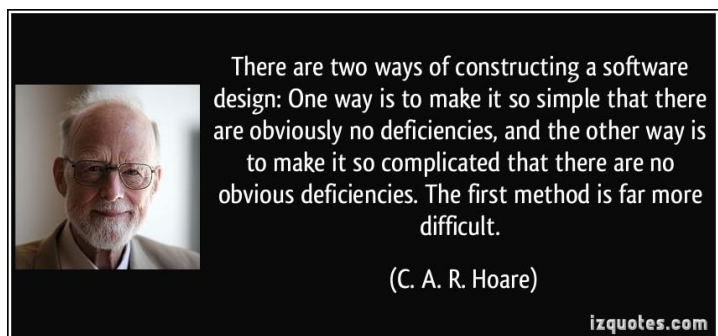 There are two ways of constructing a software
design: One way is to make it so simple that there
are obviously no deficiencies, and the other way is
to make it so complicated that there are no
obvious deficiencies. The first method is far more
difficult.
(C. A. R. Hoare)
izquotes.com